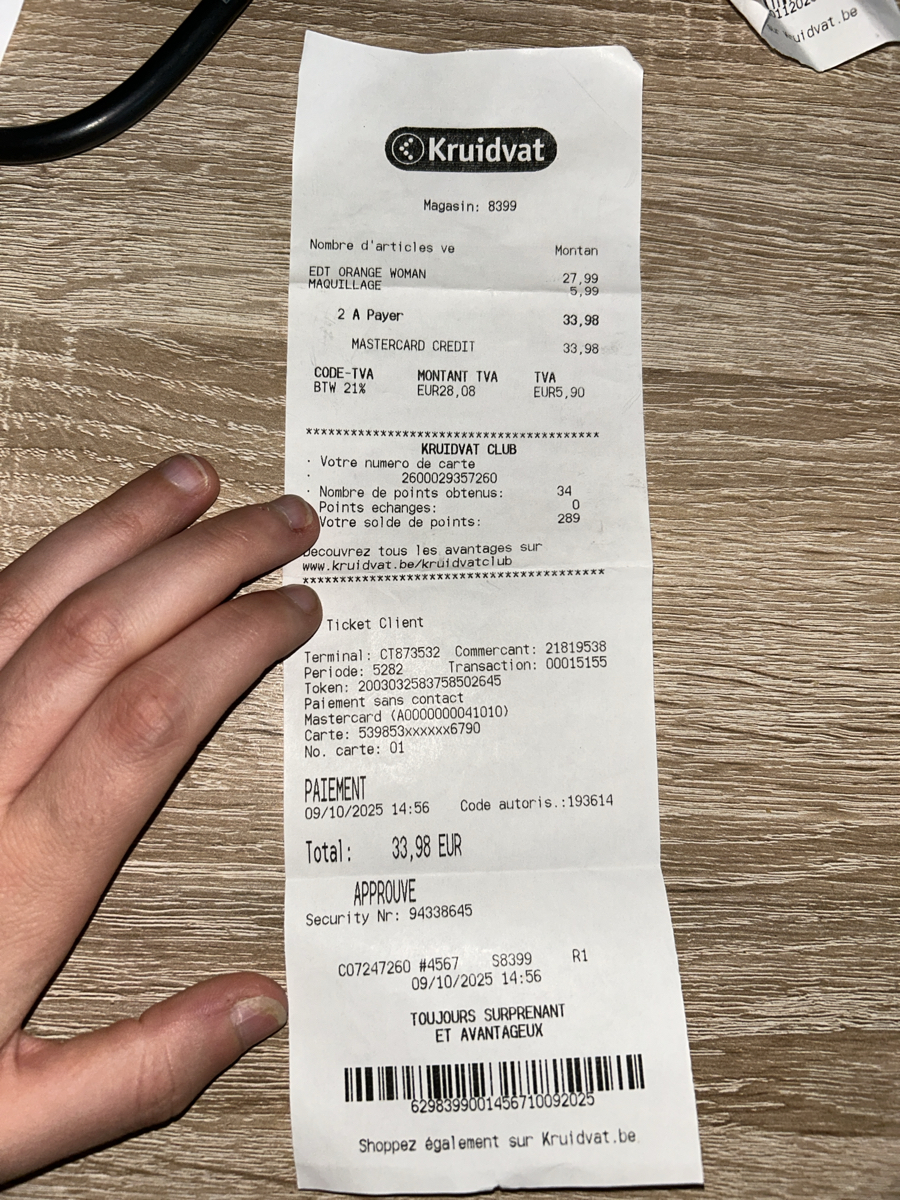 Kruidvat
Magasin: 8399
Nombre d'articles ve Montan
EDT ORANGE WOMAN 27,99
MAQUILLAGE 5,99
2 A Payer 33,98
MASTERCARD CREDIT 33,98
CODE-TVA MONTANT TVA TVA
BTW 21% EUR28,08 EUR5,90
****************************************
KRUIDVAT CLUB
· Votre numero de carte
· 2600029357260
· Nombre de points obtenus: 34
Points echanges: 0
Votre solde de points: 289
Decouvrez tous les avantages sur
www.kruidvat.be/kruidvatclub
****************************************
Ticket Client
Terminal: CT873532 Commercant: 21819538
Periode: 5282 Transaction: 00015155
Token: 2003032583758502645
Paiement sans contact
Mastercard (A0000000041010)
Carte: 539853xxxxxx6790
No. carte: 01
PAIEMENT
09/10/2025 14:56 Code autoris.:193614
Total: 33,98 EUR
APPROUVE
Security Nr: 94338645
C07247260 #4567 S8399 R1
09/10/2025 14:56
TOUJOURS SURPRENANT
ET AVANTAGEUX
6298399001456710092025
Shoppez également sur Kruidvat.be